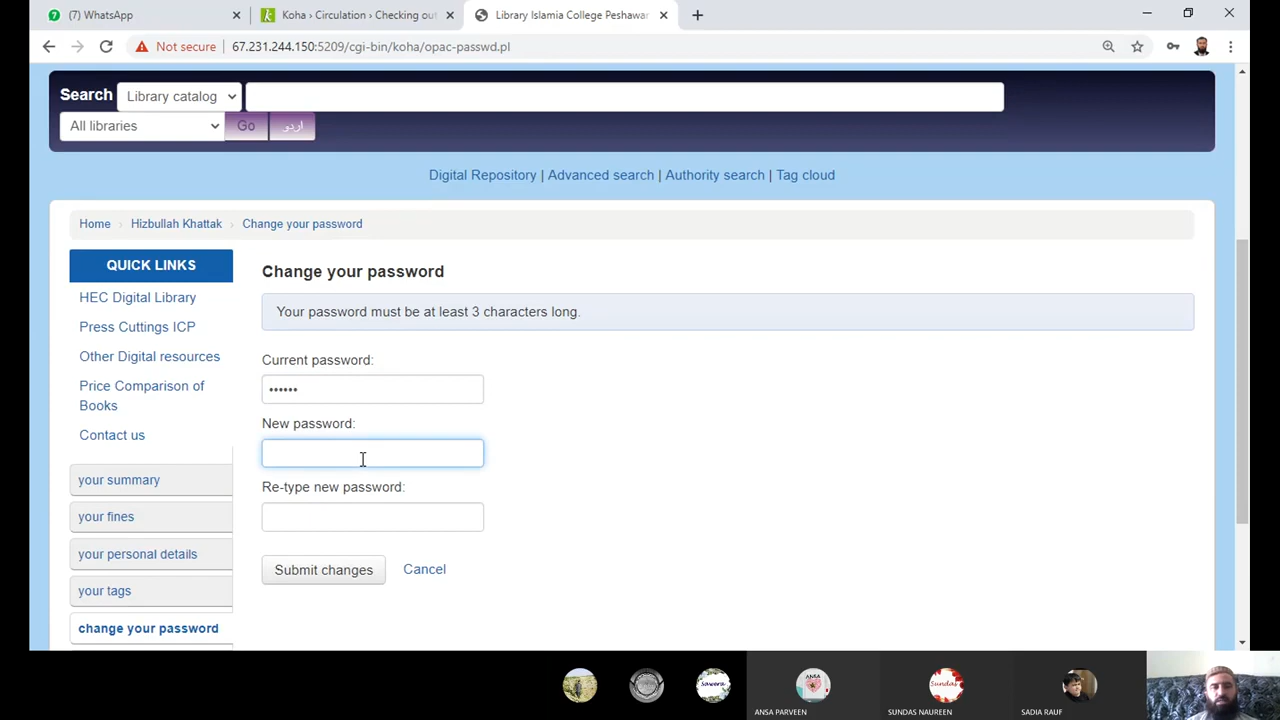 (7) WhatsApp
Koha › Circulation › Checking out
Library Islamia College Peshawar
Not secure
67.231.244.150:5209/cgi-bin/koha/opac-passwd.pl
Search
Library catalog
All libraries
Go
اردو
Digital Repository | Advanced search | Authority search | Tag cloud
Home › Hizbullah Khattak › Change your password
QUICK LINKS
HEC Digital Library
Press Cuttings ICP
Other Digital resources
Price Comparison of
Books
Contact us
your summary
your fines
your personal details
your tags
change your password
Change your password
Your password must be at least 3 characters long.
Current password:
••••••
New password:
Re-type new password:
Submit changes
Cancel
Sawera
ANSA
ANSA PARVEEN
Sundas
SUNDAS NAUREEN
SADIA RAUF